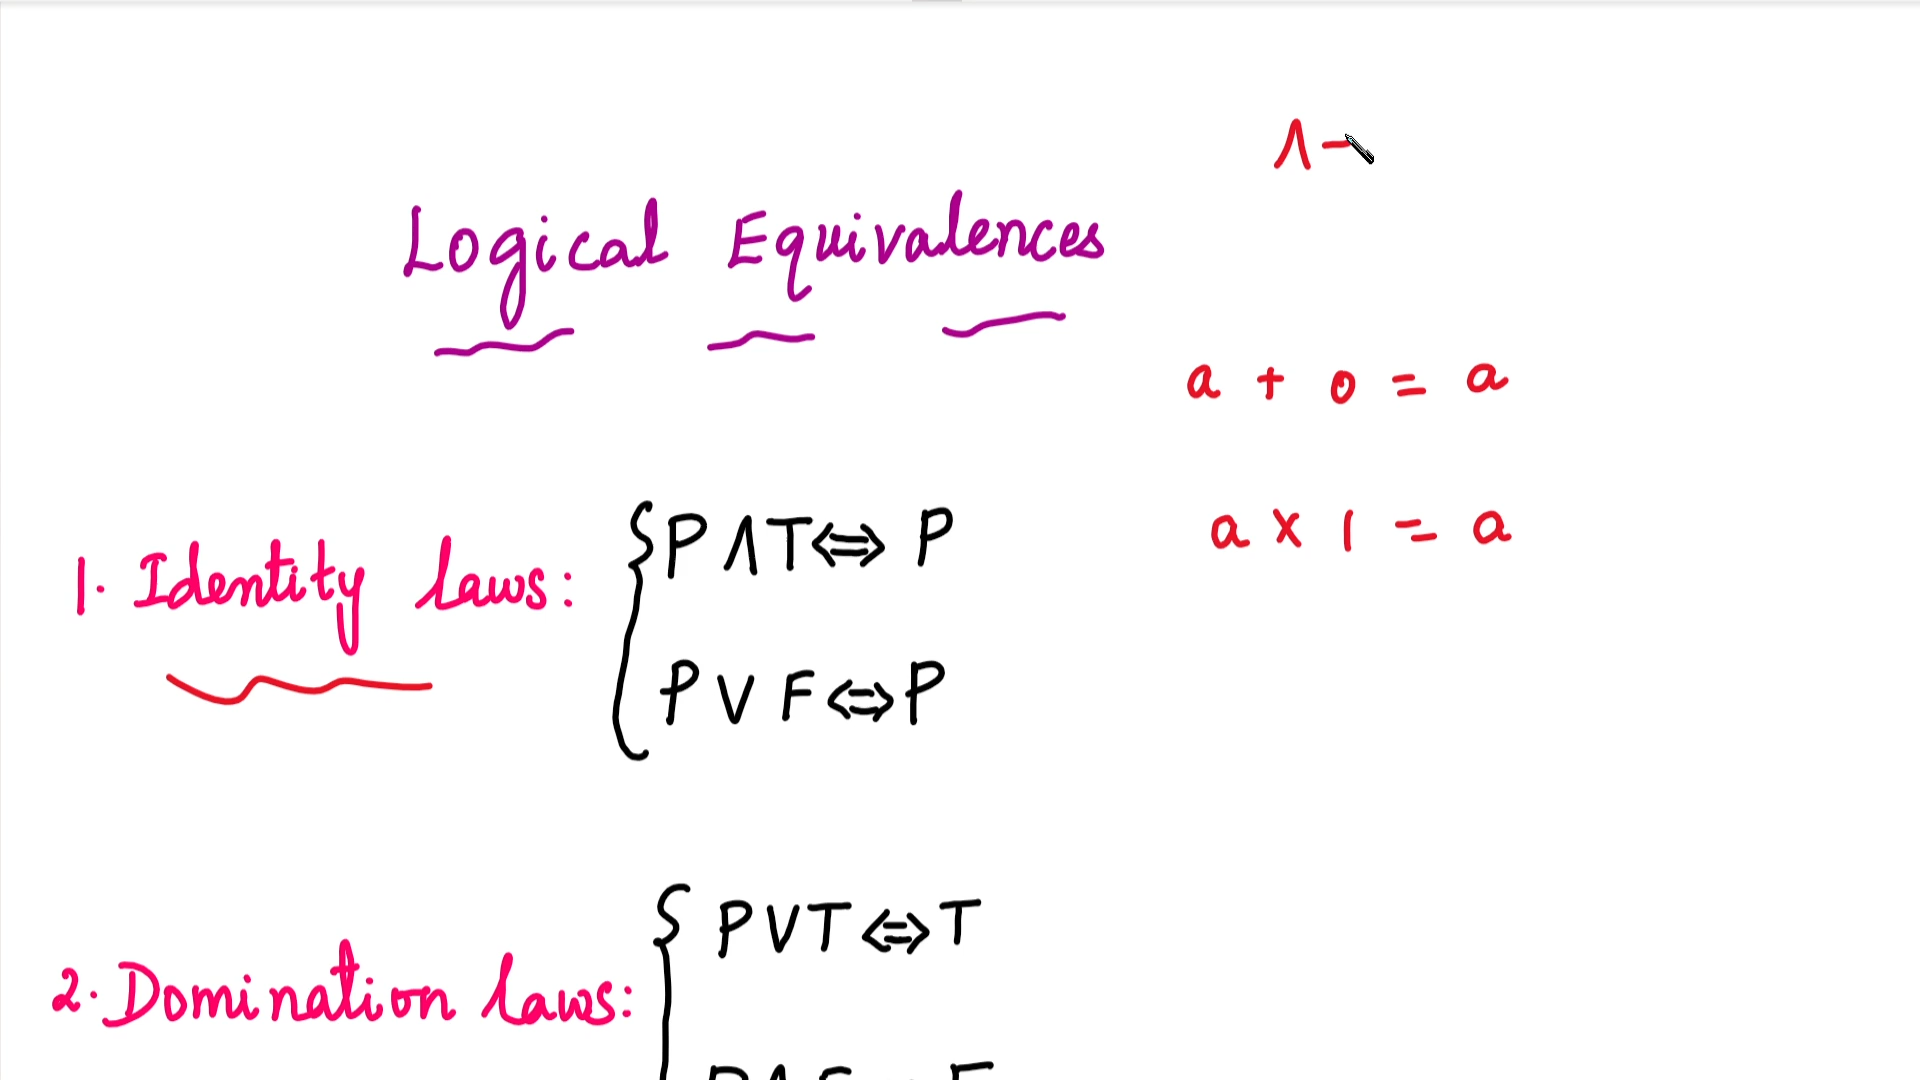 ∧ -
Logical Equivalences
a + 0 = a
a x 1 = a
1. Identity laws: { P ∧ T ⇔ P
P ∨ F ⇔ P
2. Domination laws: { P ∨ T ⇔ T